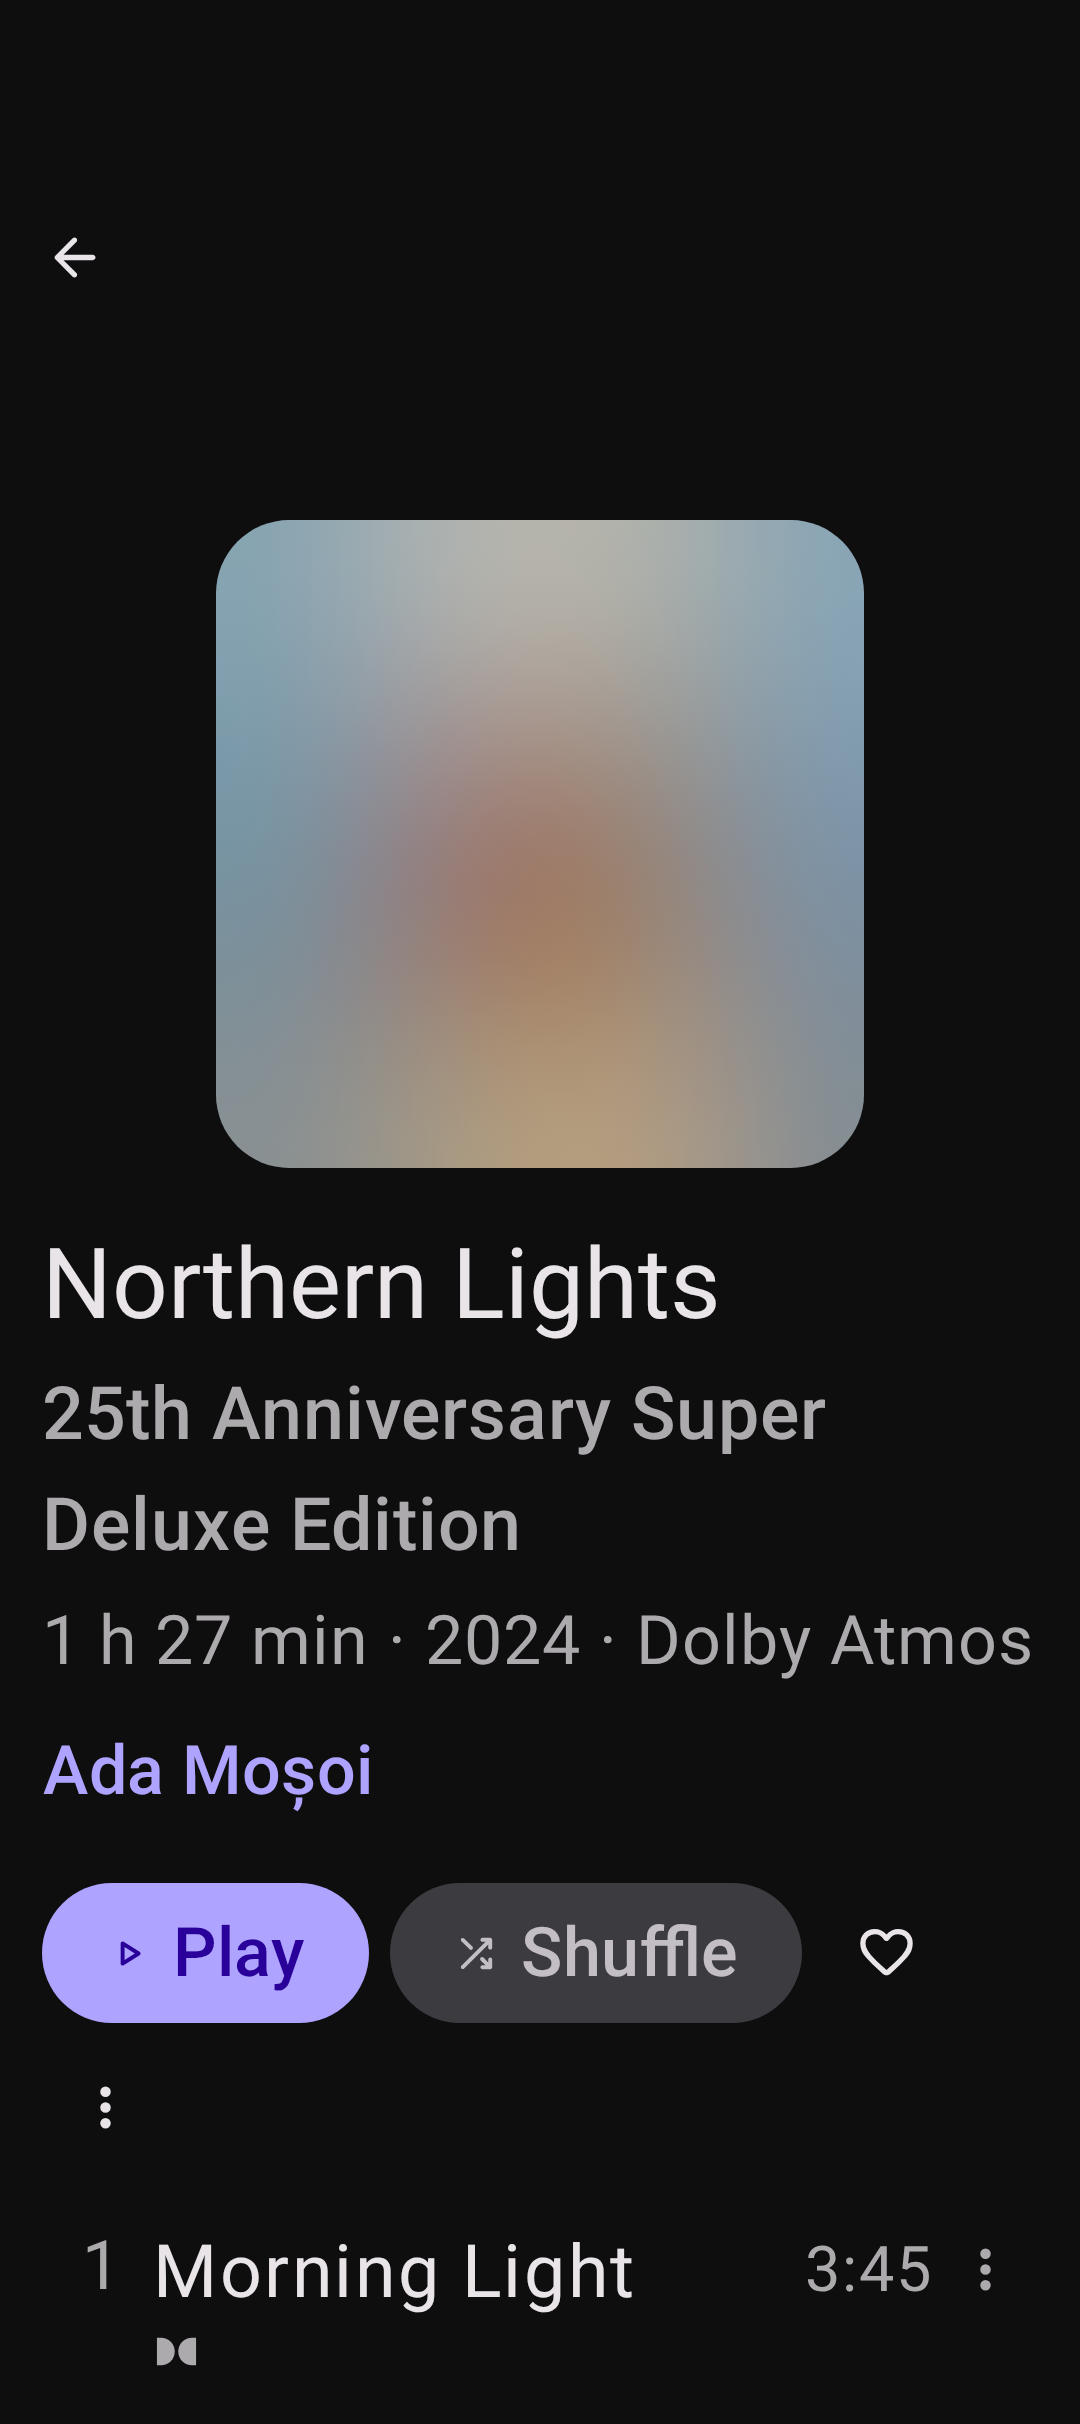 Northern Lights
25th Anniversary Super
Deluxe Edition
1 h 27 min · 2024 · Dolby Atmos
Ada Moșoi
Play
Shuffle
1 Morning Light 3:45